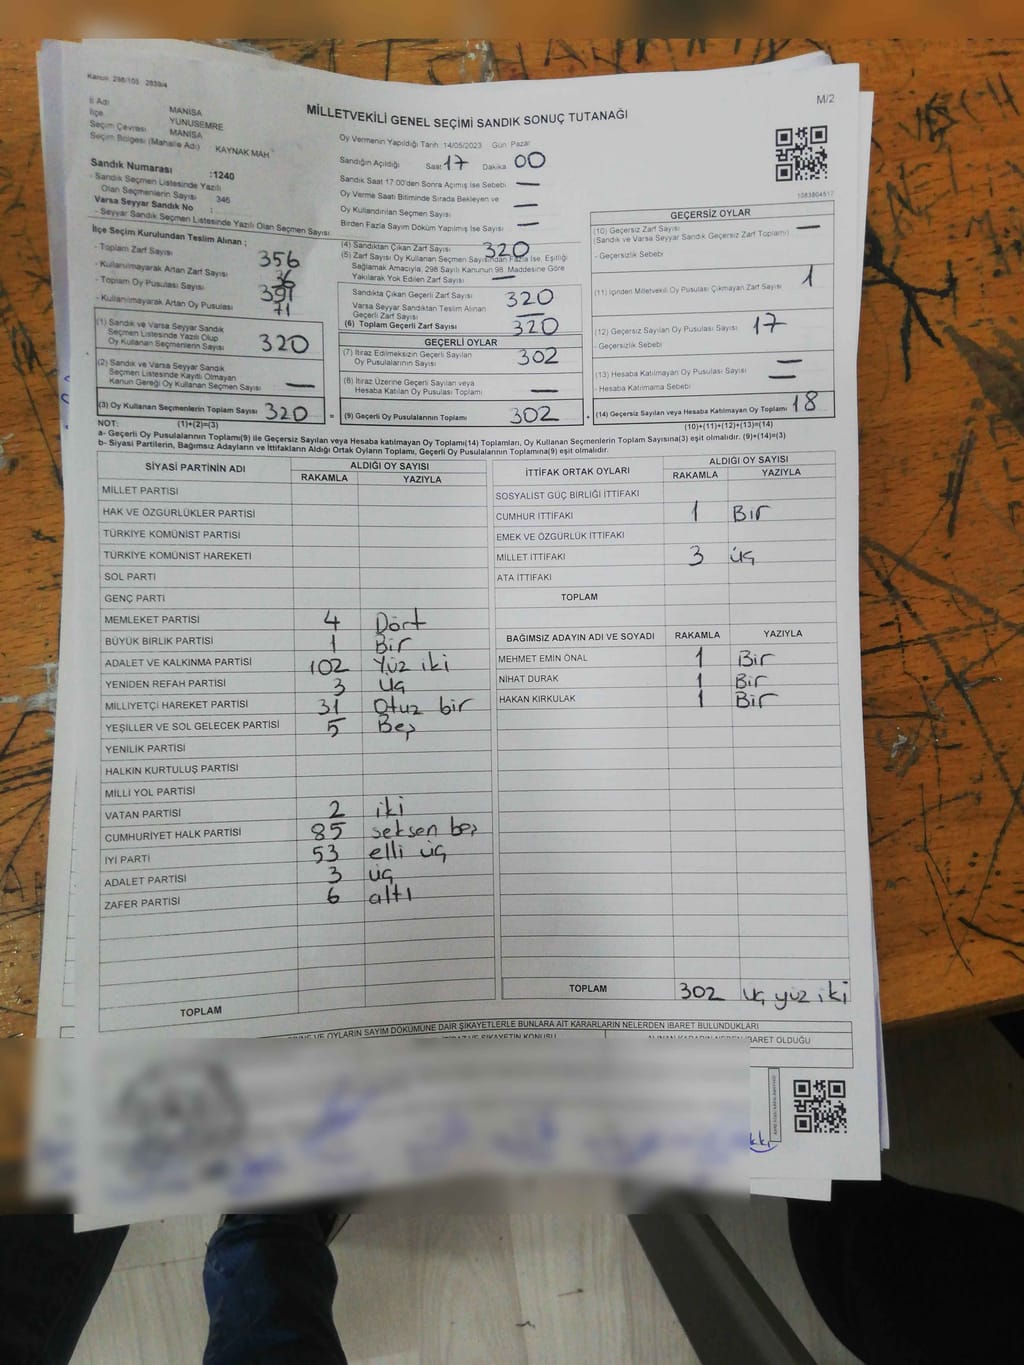 Kanun 298/105 2839/4
M/2
MİLLETVEKİLİ GENEL SEÇİMİ SANDIK SONUÇ TUTANAĞI
İl Adı MANİSA
İlçe YUNUSEMRE
Seçim Çevresi MANİSA
Seçim Bölgesi (Mahalle Adı) KAYNAK MAH
Sandık Numarası :1240
- Sandık Seçmen Listesinde Yazılı
Olan Seçmenlerin Sayısı 346
Varsa Seyyar Sandık No :
- Seyyar Sandık Seçmen Listesinde Yazılı Olan Seçmen Sayısı
Oy Vermenin Yapıldığı Tarih 14/05/2023 Gün Pazar
Sandığın Açıldığı Saat 17 Dakika 00
Sandık Saat 17:00'den Sonra Açımış İse Sebebi —
Oy Verme Saati Bitiminde Sırada Bekleyen ve
Oy Kullandırılan Seçmen Sayısı —
Birden Fazla Sayım Döküm Yapılmış İse Sayısı —
1083804517
İlçe Seçim Kurulundan Teslim Alınan ;
- Toplam Zarf Sayısı 356
- Kullanılmayarak Artan Zarf Sayısı 36
- Toplam Oy Pusulası Sayısı 391
- Kullanılmayarak Artan Oy Pusulası 71
(1) Sandık ve Varsa Seyyar Sandık
Seçmen Listesinde Yazılı Olup
Oy Kullanan Seçmenlerin Sayısı 320
(2) Sandık ve Varsa Seyyar Sandık
Seçmen Listesinde Kayıtlı Olmayan
Kanun Gereği Oy Kullanan Seçmen Sayısı —
(3) Oy Kullanan Seçmenlerin Toplam Sayısı 320 =
(4) Sandıktan Çıkan Zarf Sayısı 320
(5) Zarf Sayısı Oy Kullanan Seçmen Sayısından Fazla İse, Eşitliği
Sağlamak Amacıyla, 298 Sayılı Kanunun 98. Maddesine Göre
Yakılarak Yok Edilen Zarf Sayısı —
Sandıkta Çıkan Geçerli Zarf Sayısı 320
Varsa Seyyar Sandıktan Teslim Alınan
Geçerli Zarf Sayısı —
(6) Toplam Geçerli Zarf Sayısı 320
GEÇERLİ OYLAR
(7) İtiraz Edilmeksizin Geçerli Sayılan
Oy Pusulalarının Sayısı 302
(8) İtiraz Üzerine Geçerli Sayılan veya
Hesaba Katılan Oy Pusulası Toplamı —
(9) Geçerli Oy Pusulalarının Toplamı 302 +
GEÇERSİZ OYLAR
(10) Geçersiz Zarf Sayısı —
(Sandık ve Varsa Seyyar Sandık Geçersiz Zarf Toplamı)
- Geçersizlik Sebebi
(11) İçinden Milletvekili Oy Pusulası Çıkmayan Zarf Sayısı 1
(12) Geçersiz Sayılan Oy Pusulası Sayısı 17
- Geçersizlik Sebebi
(13) Hesaba Katılmayan Oy Pusulası Sayısı —
- Hesaba Katılmama Sebebi —
(14) Geçersiz Sayılan veya Hesaba Katılmayan Oy Toplamı 18
NOT: (1)+(2)=(3) (10)+(11)+(12)+(13)=(14)
a- Geçerli Oy Pusulalarının Toplamı(9) ile Geçersiz Sayılan veya Hesaba katılmayan Oy Toplamı(14) Toplamları, Oy Kullanan Seçmenlerin Toplam Sayısına(3) eşit olmalıdır. (9)+(14)=(3)
b- Siyasi Partilerin, Bağımsız Adayların ve İttifakların Aldığı Ortak Oyların Toplamı, Geçerli Oy Pusulalarının Toplamına(9) eşit olmalıdır.
SİYASİ PARTİNİN ADI ALDIĞI OY SAYISI
RAKAMLA YAZIYLA
MİLLET PARTİSİ
HAK VE ÖZGÜRLÜKLER PARTİSİ
TÜRKİYE KOMÜNİST PARTİSİ
TÜRKİYE KOMÜNİST HAREKETİ
SOL PARTİ
GENÇ PARTİ
MEMLEKET PARTİSİ 4 Dört
BÜYÜK BİRLİK PARTİSİ 1 Bir
ADALET VE KALKINMA PARTİSİ 102 Yüz iki
YENİDEN REFAH PARTİSİ 3 üç
MİLLİYETÇİ HAREKET PARTİSİ 31 Otuz bir
YEŞİLLER VE SOL GELECEK PARTİSİ 5 Beş
YENİLİK PARTİSİ
HALKIN KURTULUŞ PARTİSİ
MİLLİ YOL PARTİSİ
VATAN PARTİSİ 2 iki
CUMHURİYET HALK PARTİSİ 85 seksen beş
İYİ PARTİ 53 elli üç
ADALET PARTİSİ 3 üç
ZAFER PARTİSİ 6 altı
TOPLAM
İTTİFAK ORTAK OYLARI ALDIĞI OY SAYISI
RAKAMLA YAZIYLA
SOSYALİST GÜÇ BİRLİĞİ İTTİFAKI
CUMHUR İTTİFAKI 1 Bir
EMEK VE ÖZGÜRLÜK İTTİFAKI
MİLLET İTTİFAKI 3 üç
ATA İTTİFAKI
TOPLAM
BAĞIMSIZ ADAYIN ADI VE SOYADI RAKAMLA YAZIYLA
MEHMET EMİN ÖNAL 1 Bir
NİHAT DURAK 1 Bir
HAKAN KIRKULAK 1 Bir
TOPLAM 302 üç yüz iki
VE OYLARIN SAYIM DÖKÜMÜNE DAİR ŞİKAYETLERLE BUNLARA AİT KARARLARIN NELERDEN İBARET BULUNDUKLARI